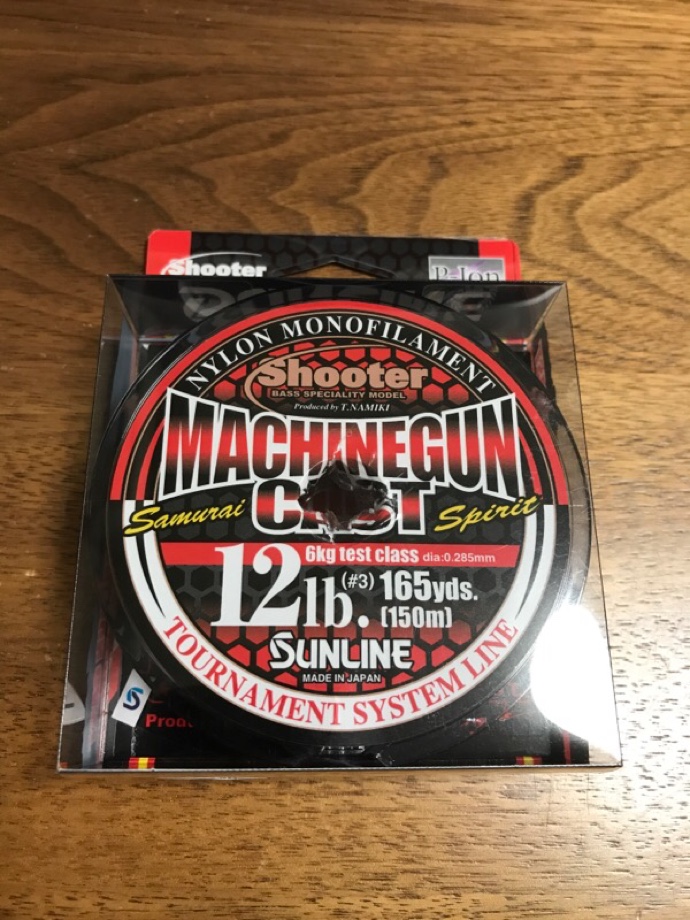 Shooter
P-Ion
NYLON MONOFILAMENT
Shooter
BASS SPECIALITY MODEL
Produced by T.NAMIKI
MACHINEGUN
CAST
Samurai Spirit
6kg test class dia:0.285mm
12lb. (#3) 165yds.
(150m)
SUNLINE
MADE IN JAPAN
TOURNAMENT SYSTEM LINE
S